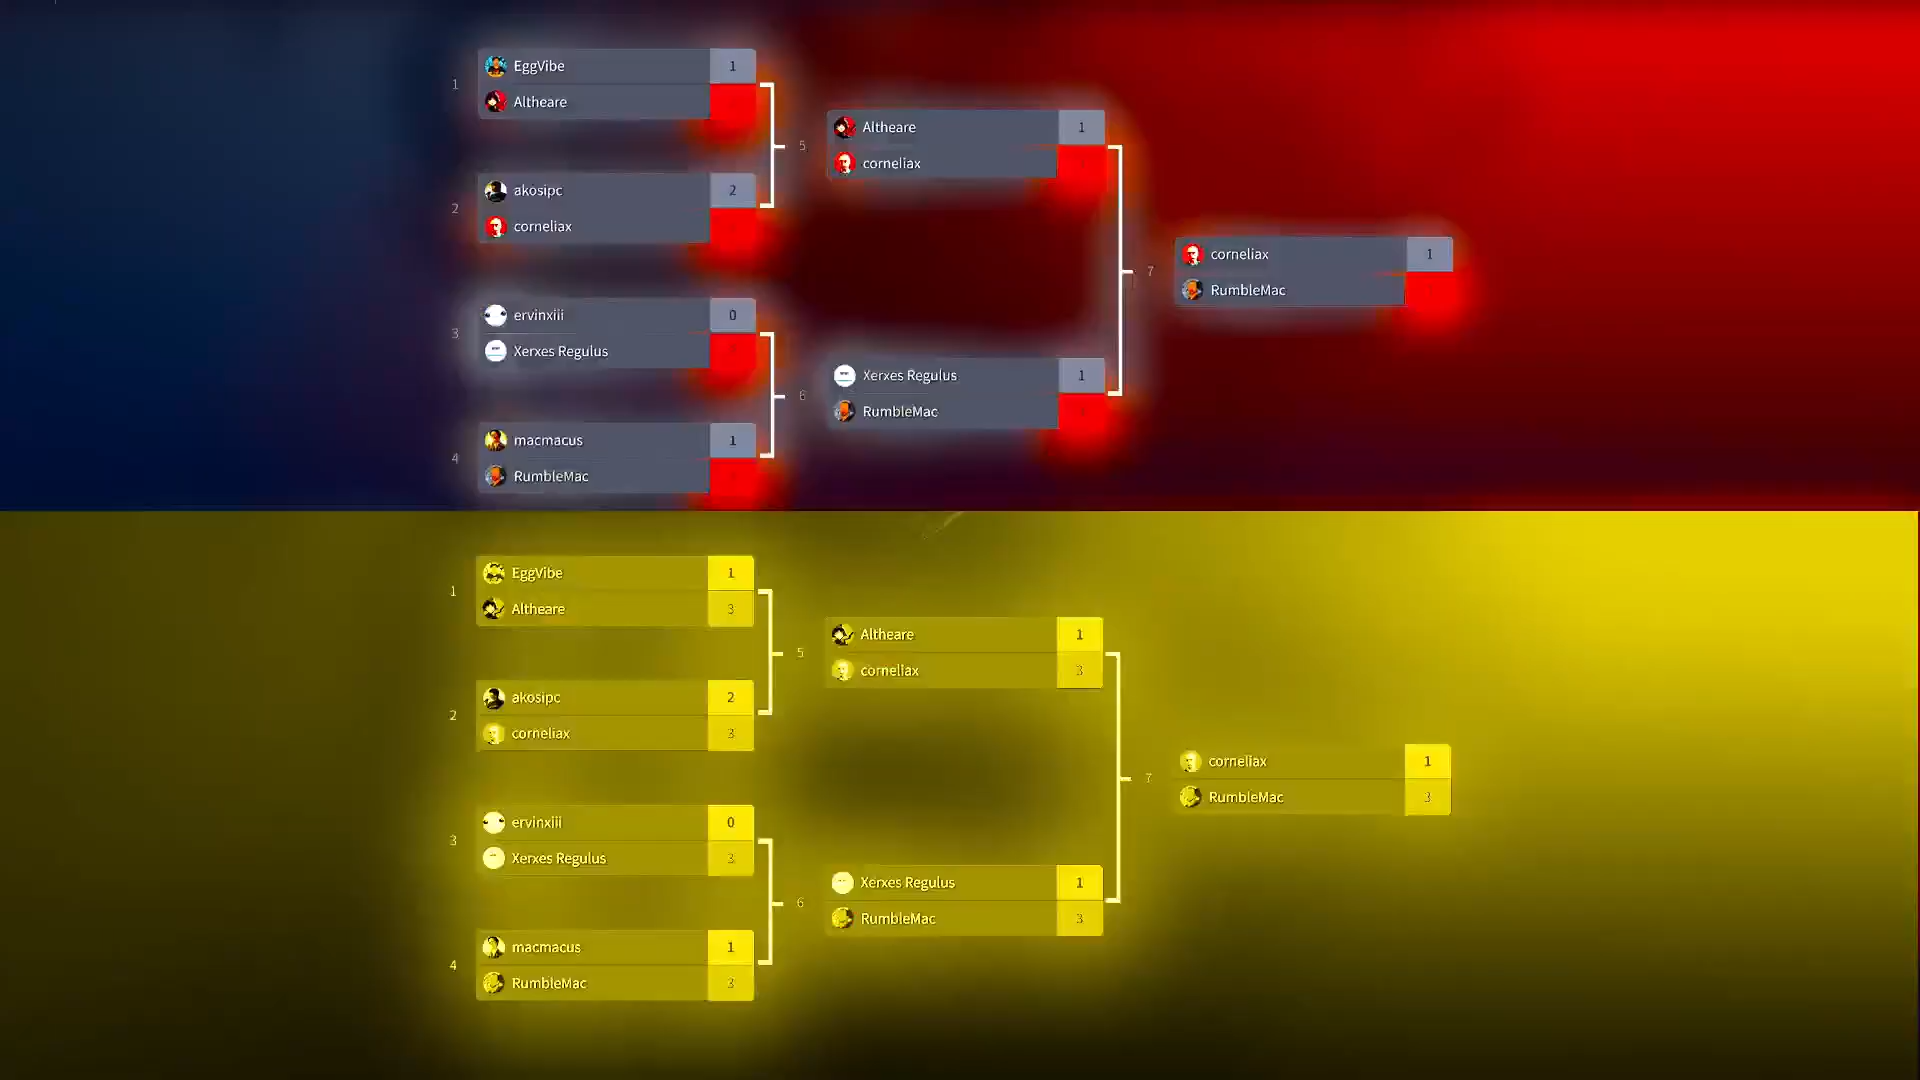 EggVibe 1
1
Altheare
akosipc 2
2
corneliax
ervinxiii 0
3
Xerxes Regulus
macmacus 1
4
RumbleMac
5
Altheare 1
corneliax
6
Xerxes Regulus 1
RumbleMac
7
corneliax 1
RumbleMac
EggVibe 1
1
Altheare 3
akosipc 2
2
corneliax 3
ervinxiii 0
3
Xerxes Regulus 3
macmacus 1
4
RumbleMac 3
5
Altheare 1
corneliax 3
6
Xerxes Regulus 1
RumbleMac 3
7
corneliax 1
RumbleMac 3